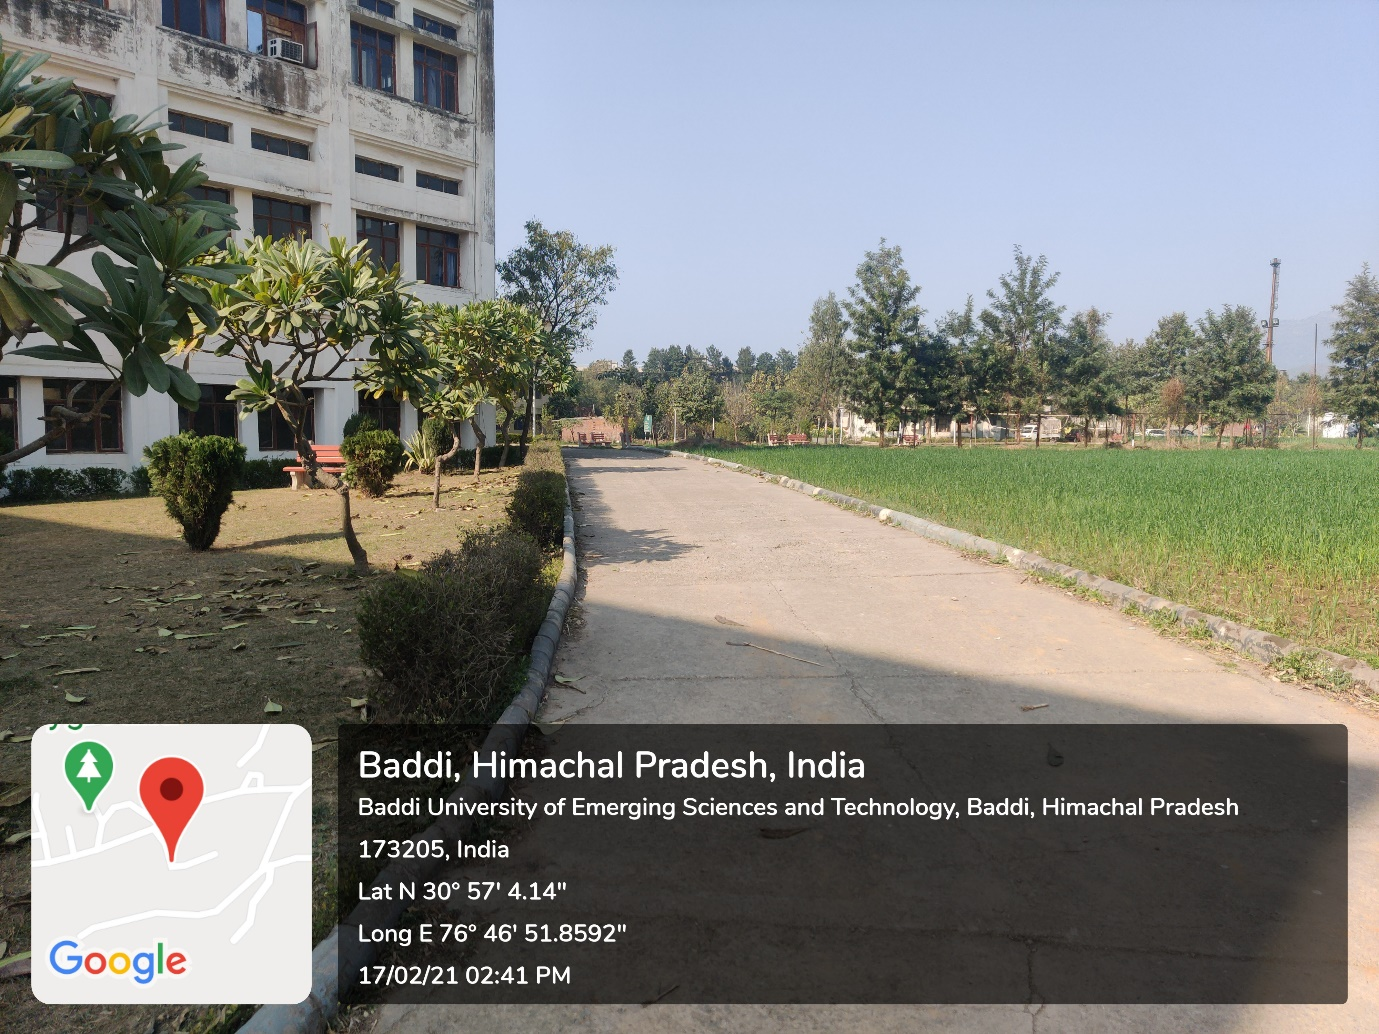 Baddi, Himachal Pradesh, India
Baddi University of Emerging Sciences and Technology, Baddi, Himachal Pradesh
173205, India
Lat N 30° 57' 4.14"
Long E 76° 46' 51.8592"
17/02/21 02:41 PM
Google